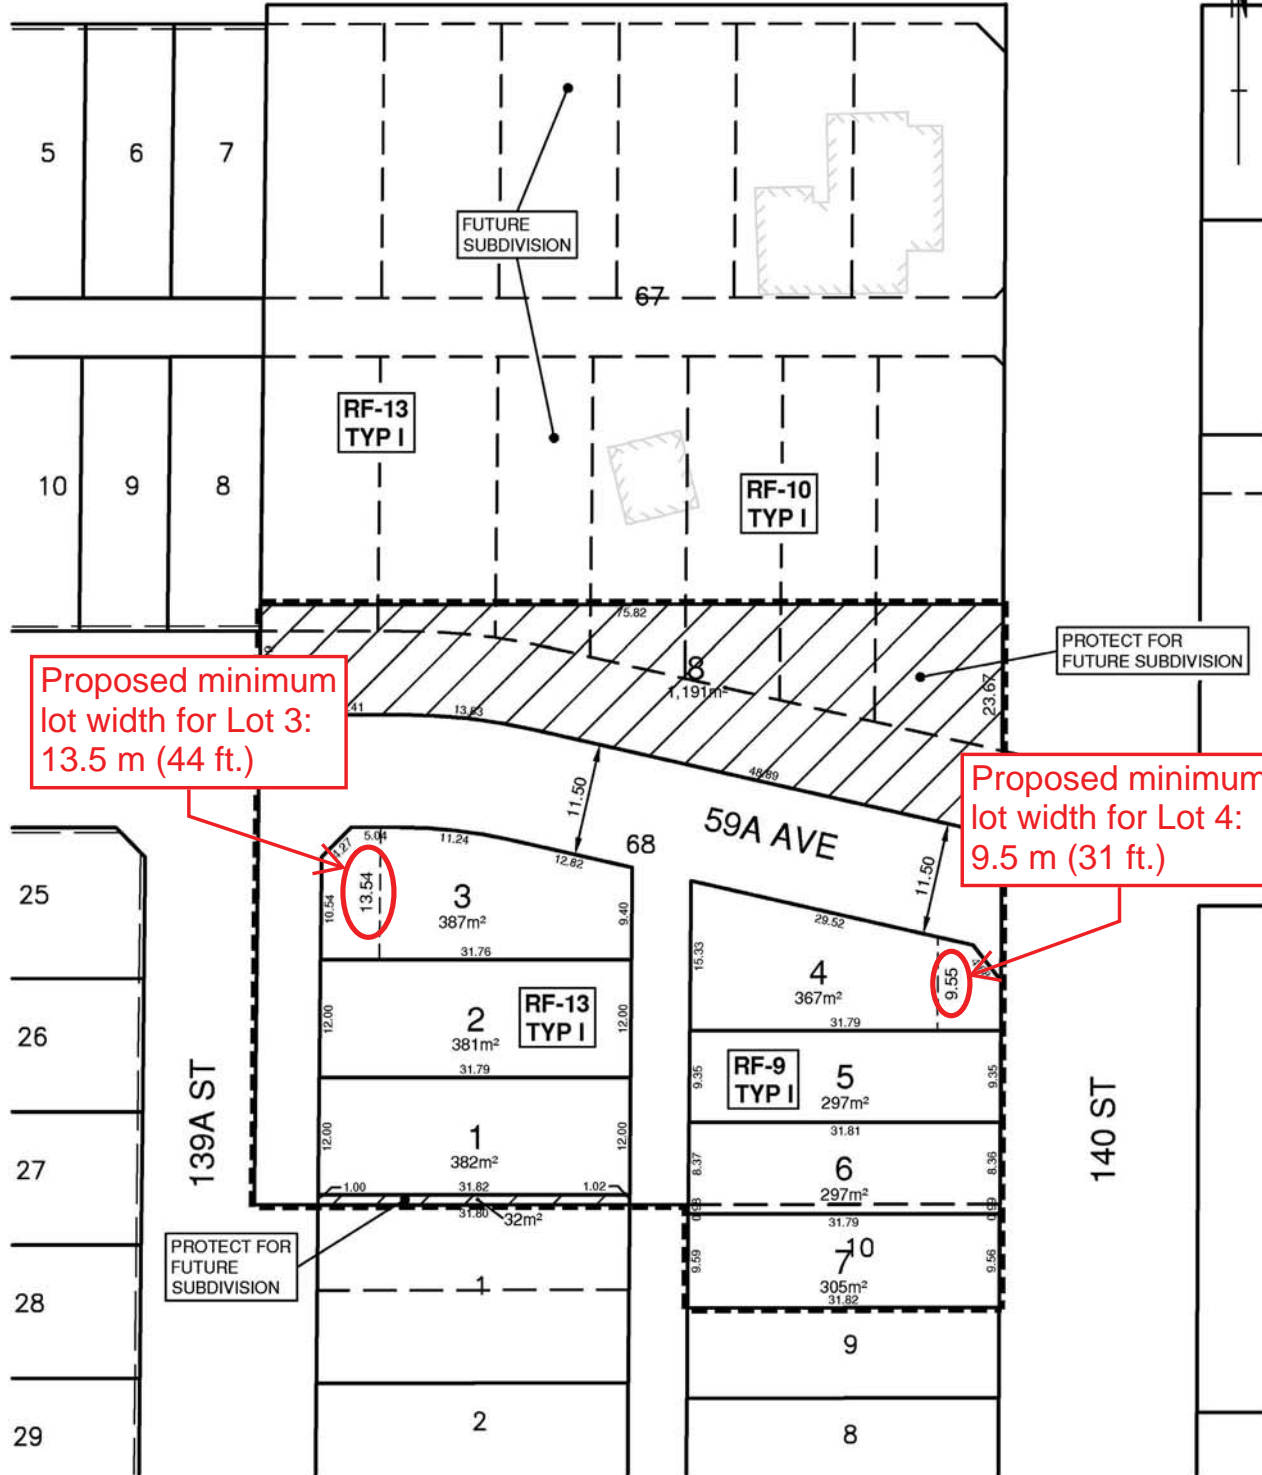 5
6
7
FUTURE
SUBDIVISION
67
RF-13
TYP I
10
9
8
RF-10
TYP I
75.82
PROTECT FOR
FUTURE SUBDIVISION
8
1,191m²
23.67
Proposed minimum
lot width for Lot 3:
13.5 m (44 ft.)
.41
13.63
48.89
11.50
59A AVE
Proposed minimum
lot width for Lot 4:
9.5 m (31 ft.)
68
11.50
4.27
5.04
11.24
12.82
25
10.54
13.54
3
387m²
9.40
31.76
29.52
15.33
4
367m²
9.55
31.79
26
12.00
2
381m²
RF-13
TYP I
12.00
31.79
139A ST
9.35
RF-9
TYP I
5
297m²
9.35
31.81
140 ST
27
12.00
1
382m²
12.00
1.00
31.82
1.02
8.37
6
297m²
8.36
0.98
0.99
31.79
31.80
32m²
PROTECT FOR
FUTURE
SUBDIVISION
9.59
10
7
305m²
9.56
31.82
28
1
9
29
2
8